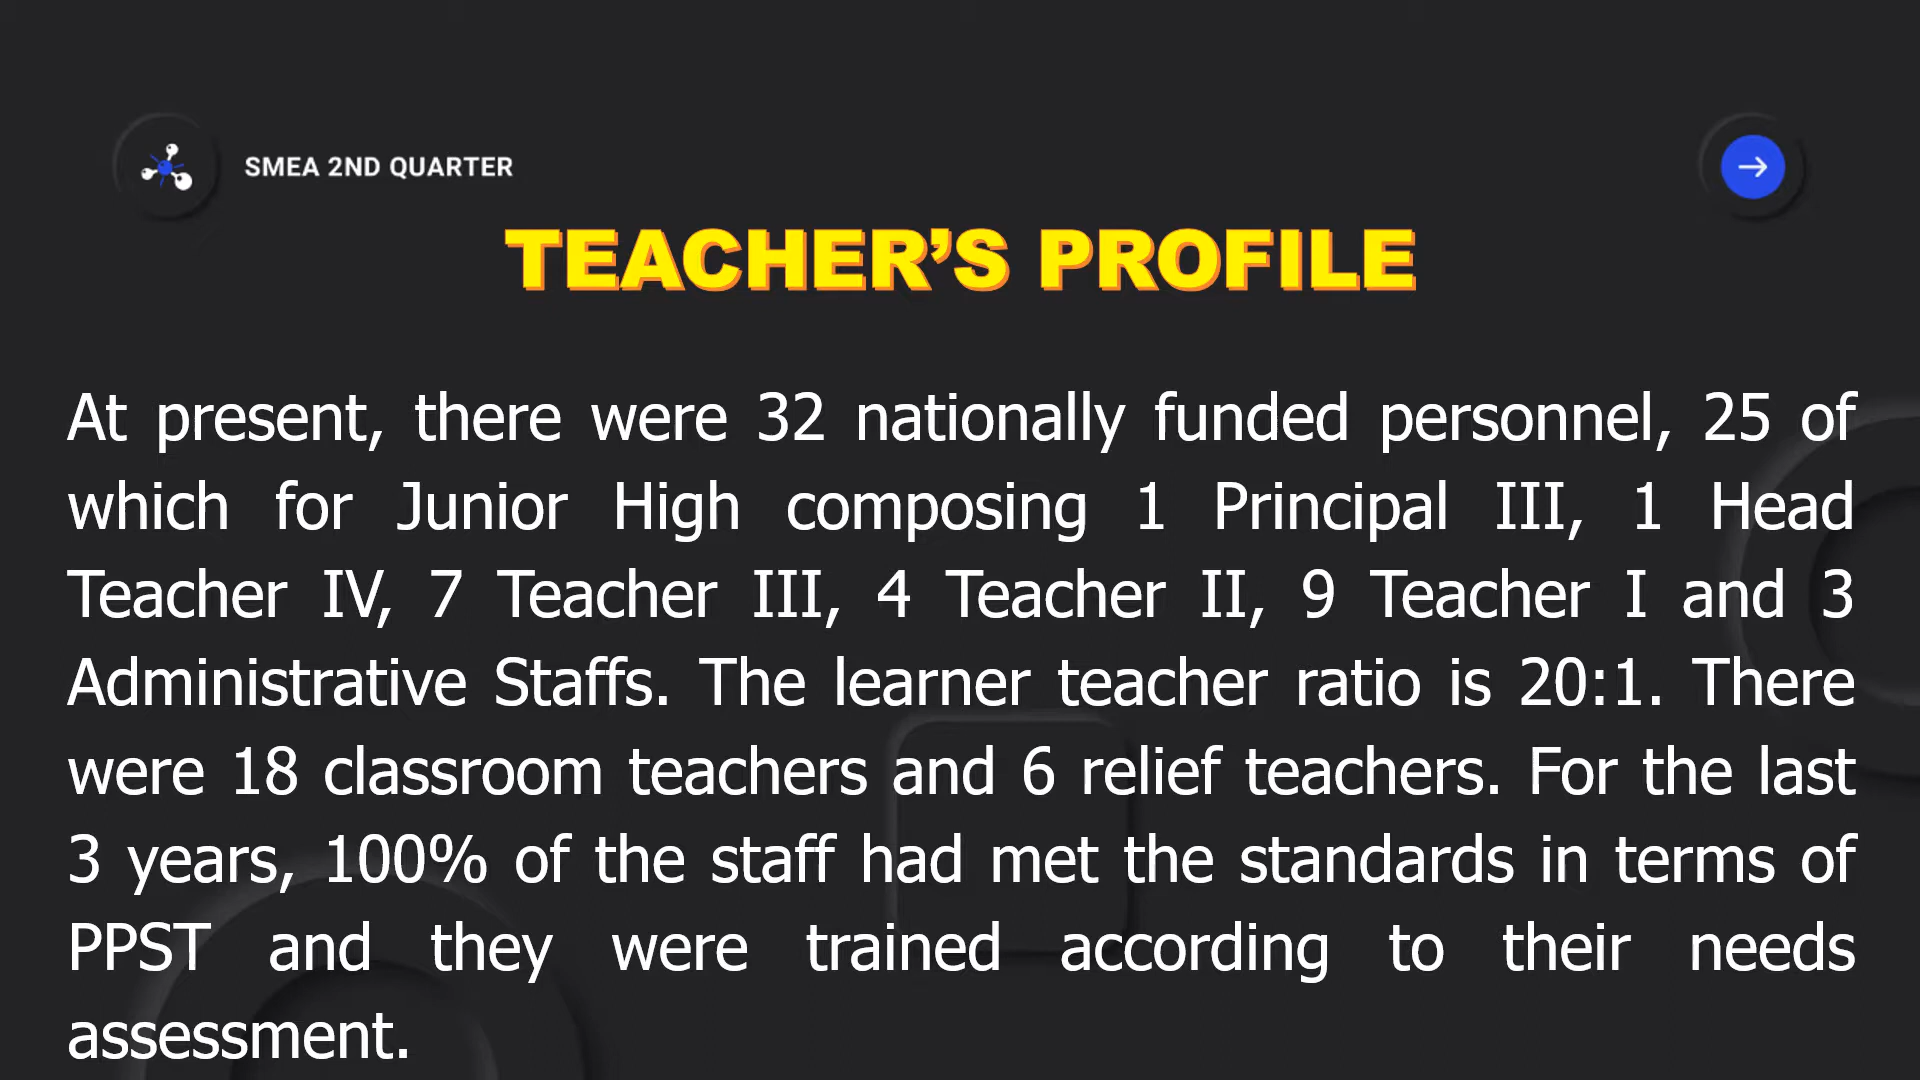 SMEA 2ND QUARTER
TEACHER’S PROFILE
At present, there were 32 nationally funded personnel, 25 of
which for Junior High composing 1 Principal III, 1 Head
Teacher IV, 7 Teacher III, 4 Teacher II, 9 Teacher I and 3
Administrative Staffs. The learner teacher ratio is 20:1. There
were 18 classroom teachers and 6 relief teachers. For the last
3 years, 100% of the staff had met the standards in terms of
PPST and they were trained according to their needs
assessment.